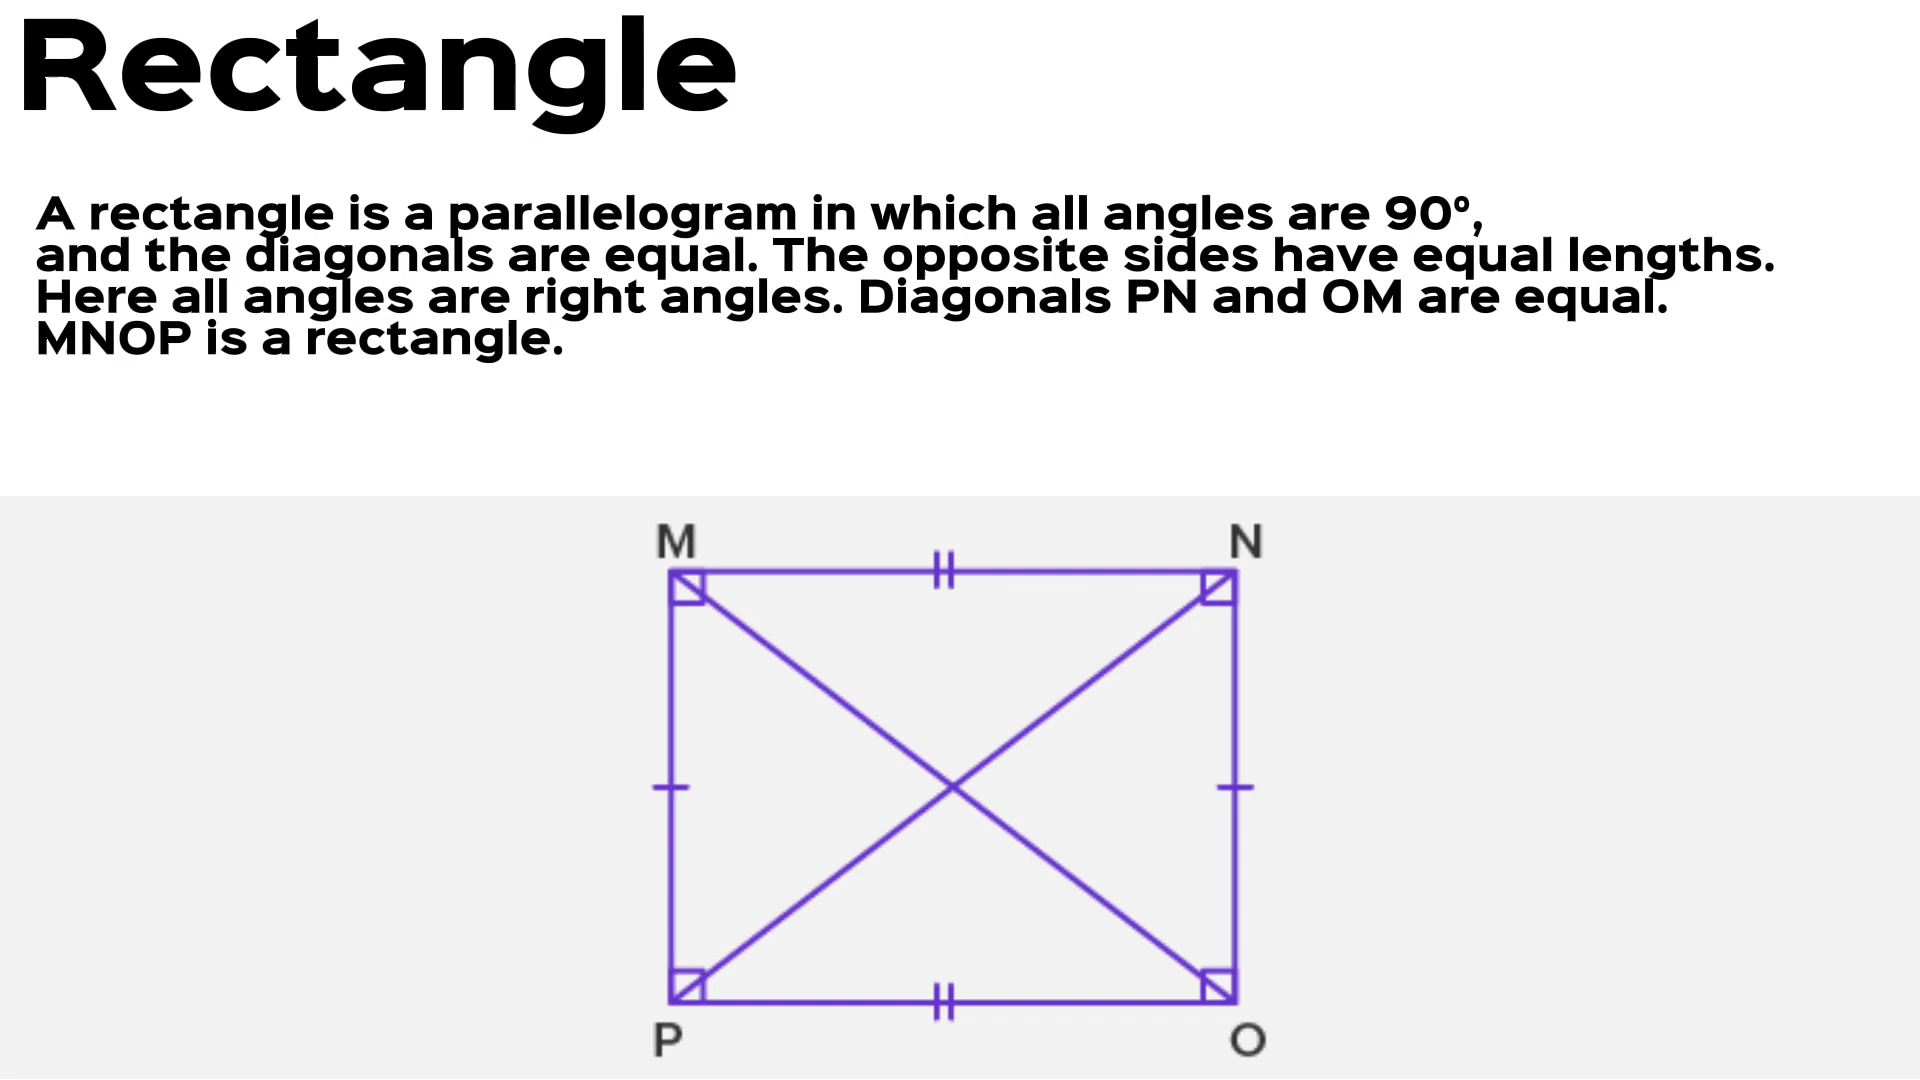 Rectangle
A rectangle is a parallelogram in which all angles are 90º,
and the diagonals are equal. The opposite sides have equal lengths.
Here all angles are right angles. Diagonals PN and OM are equal.
MNOP is a rectangle.
M
N
P
O